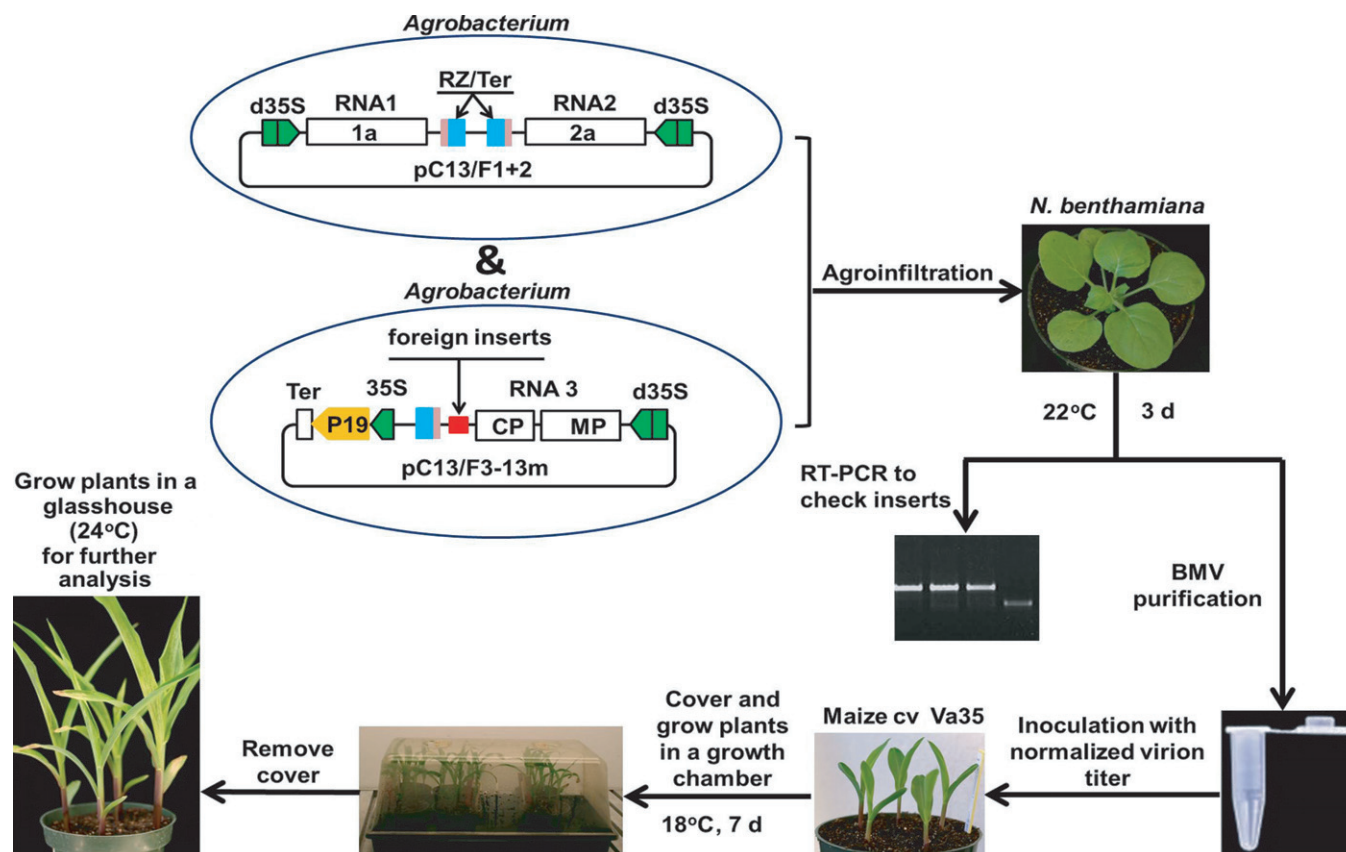 Agrobacterium
RZ/Ter
d35S
RNA1
RNA2
d35S
1a
2a
pC13/F1+2
&
Agrobacterium
foreign inserts
Ter
35S
RNA 3
d35S
P19
CP
MP
pC13/F3-13m
Agroinfiltration
N. benthamiana
22°C
3 d
RT-PCR to
check inserts
BMV
purification
Inoculation with
normalized virion
titer
Maize cv Va35
Cover and
grow plants
in a growth
chamber
18°C, 7 d
Remove
cover
Grow plants in a
glasshouse
(24°C)
for further
analysis